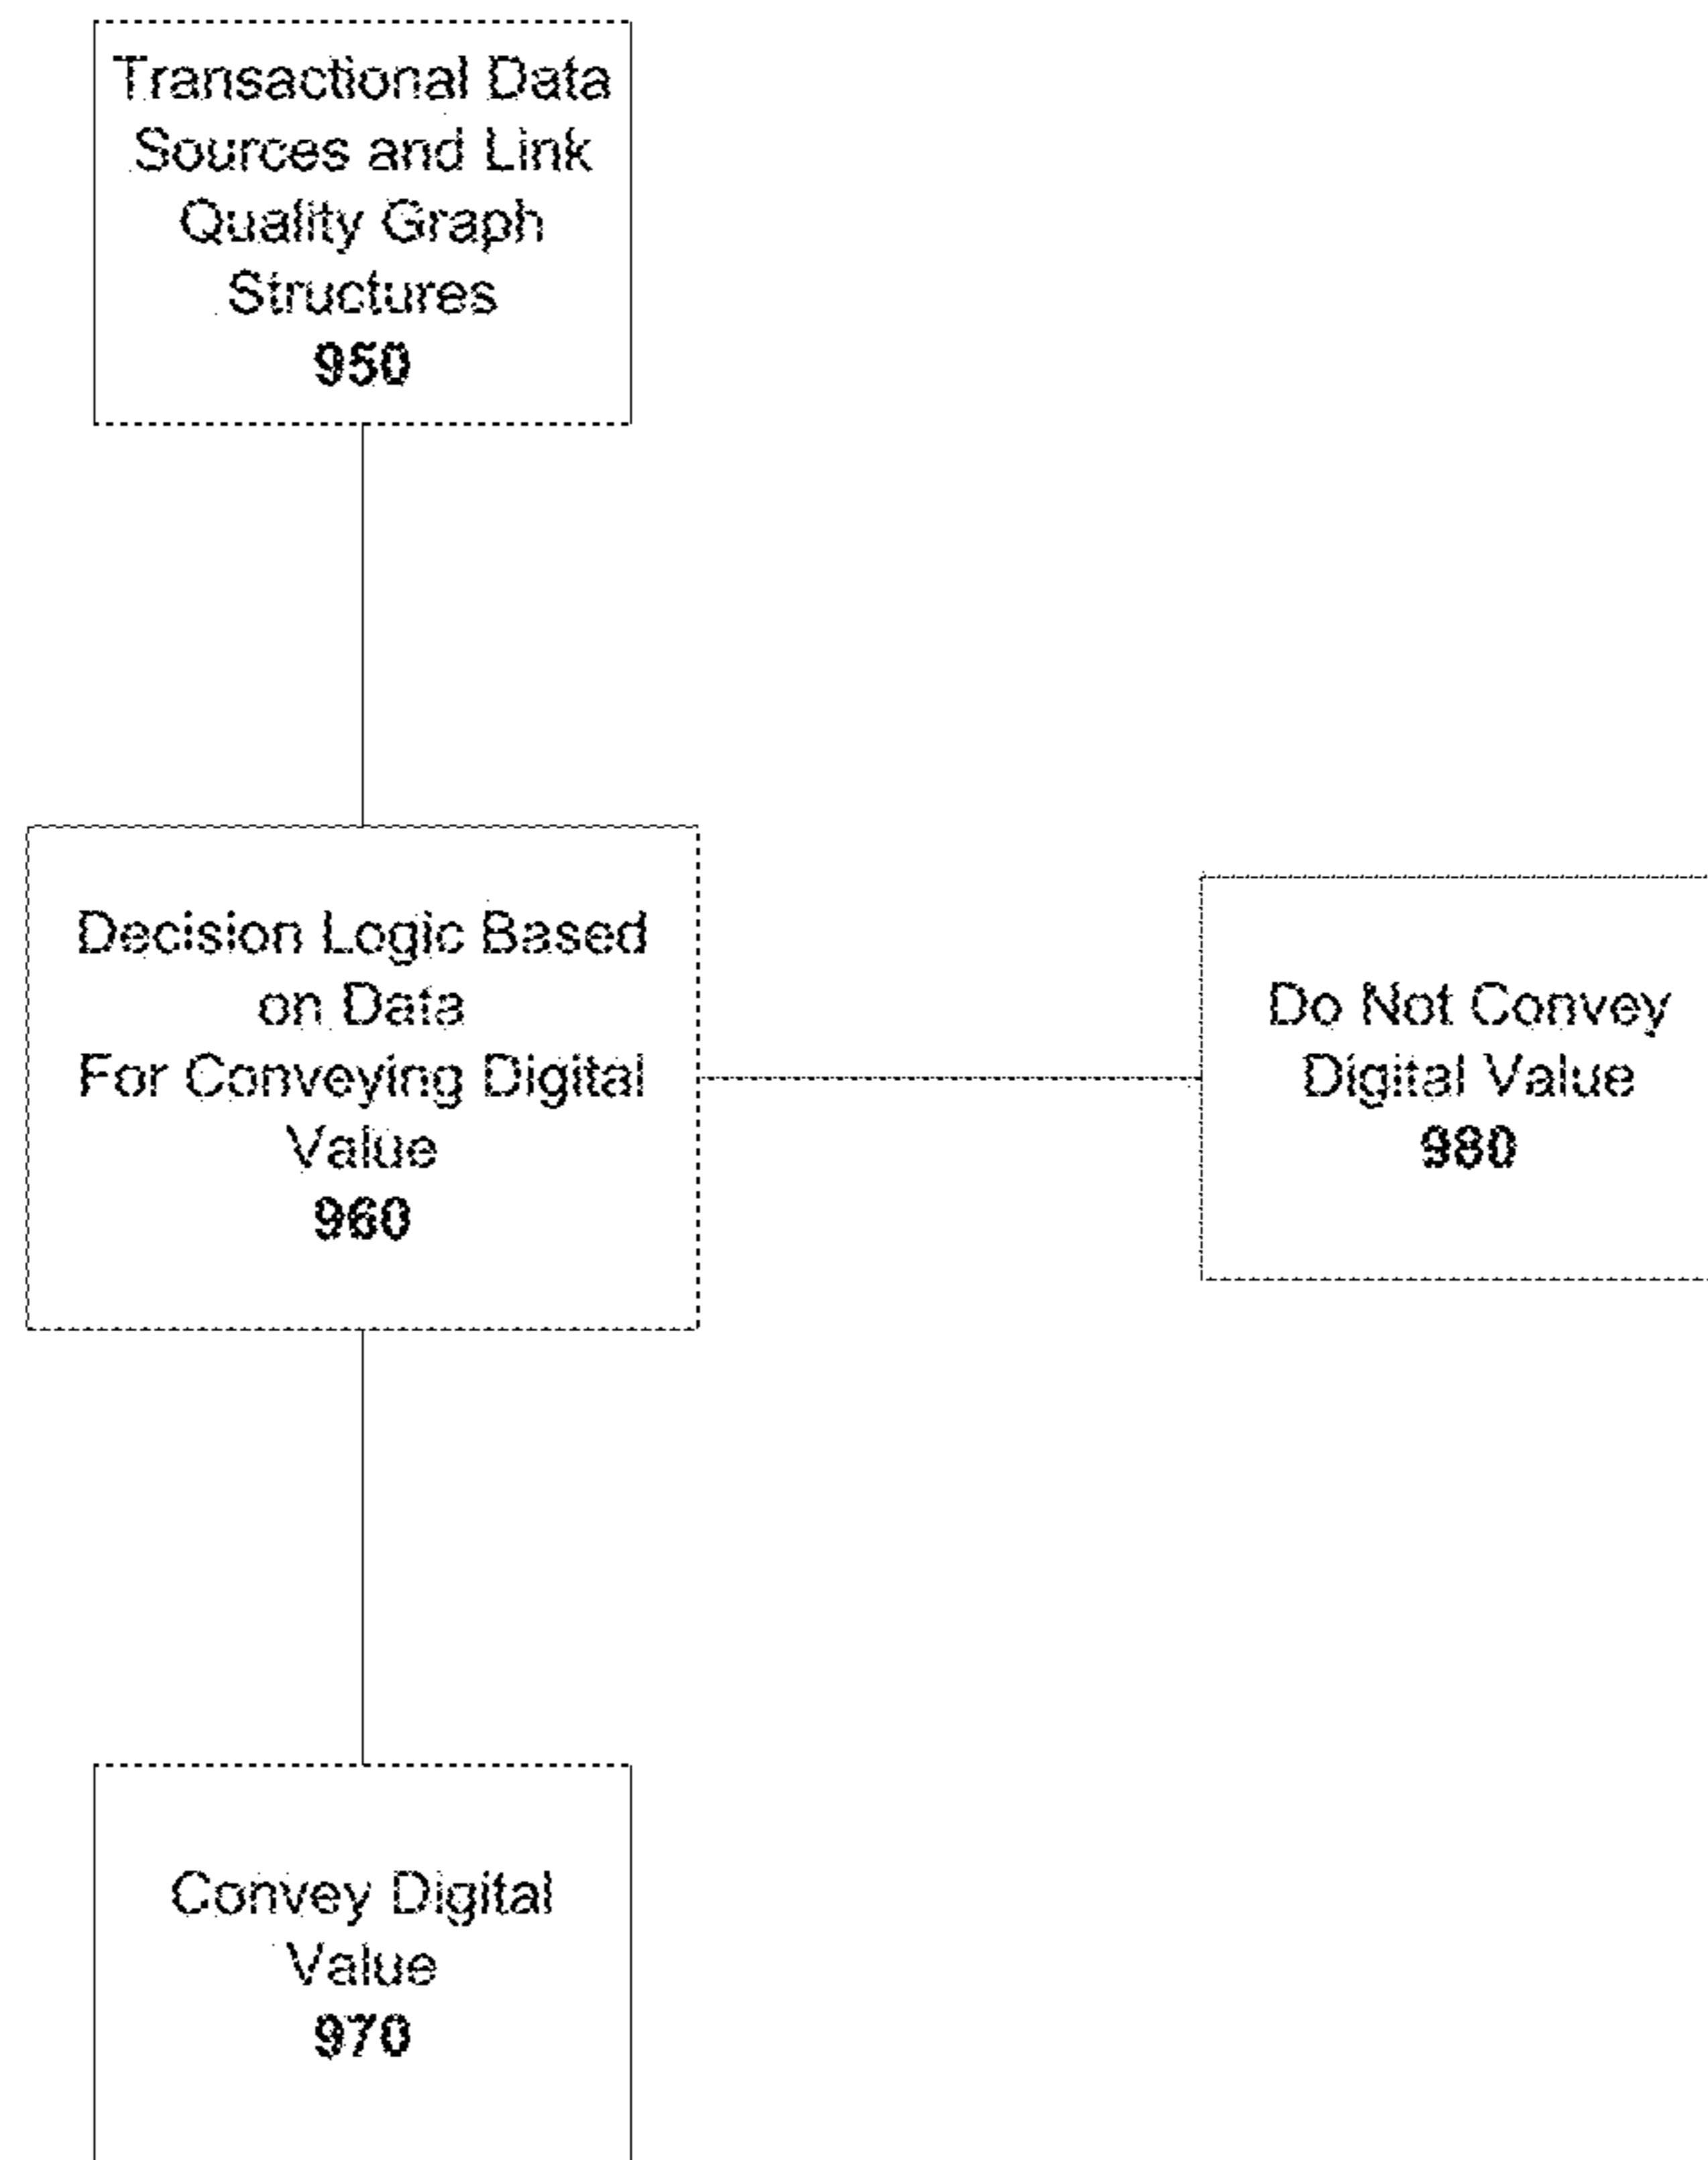 Transactional Data
Sources and Link
Quality Graph
Structures
950
Decision Logic Based
on Data
For Conveying Digital
Value
960
Do Not Convey
Digital Value
980
Convey Digital
Value
970